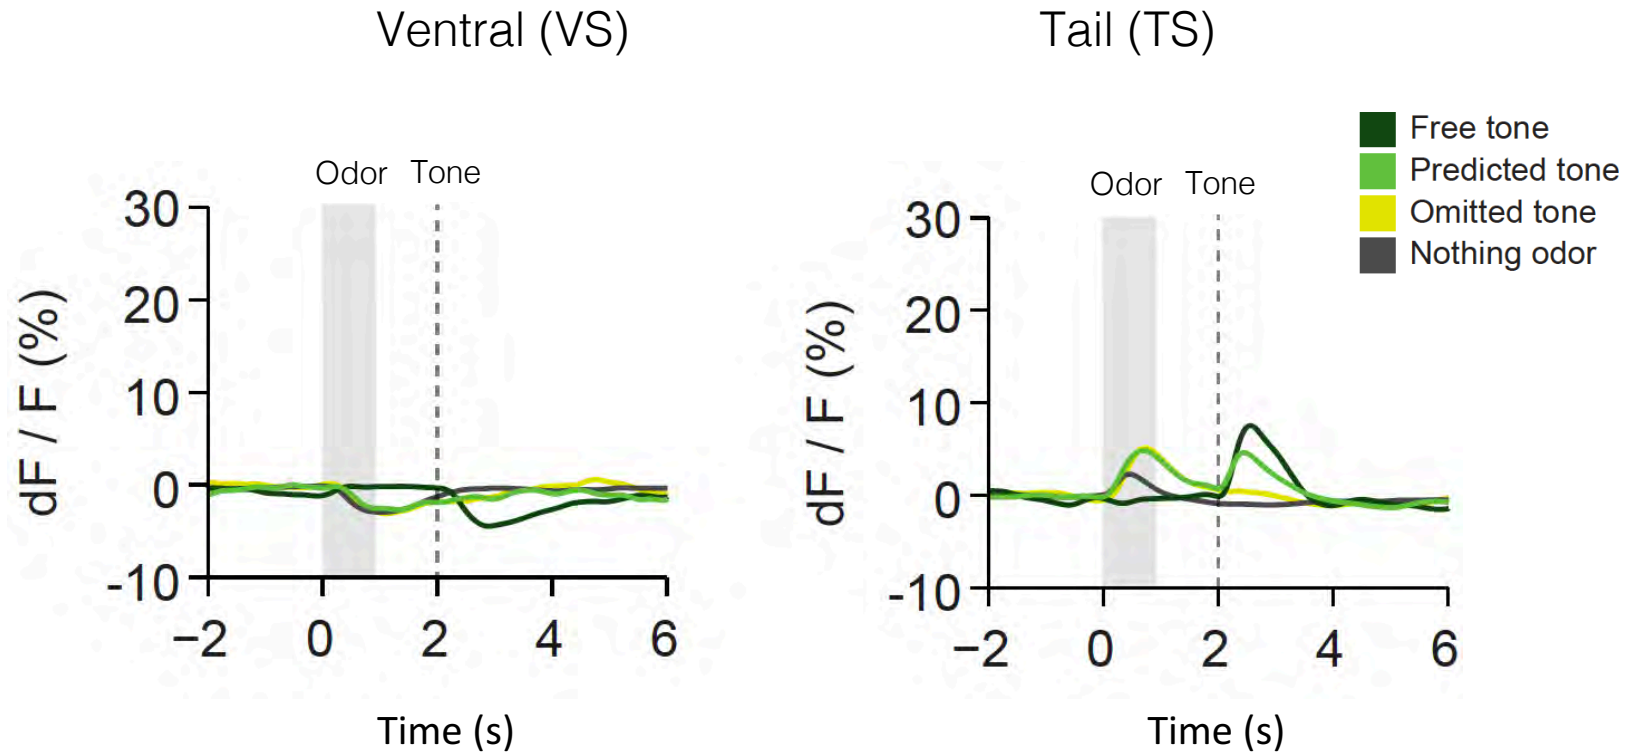 Ventral (VS)
Tail (TS)
Free tone
Predicted tone
Omitted tone
Nothing odor
Odor Tone
30
20
10
0
-10
dF / F (%)
−2 0 2 4 6
Time (s)
Odor Tone
30
20
10
0
-10
dF / F (%)
−2 0 2 4 6
Time (s)